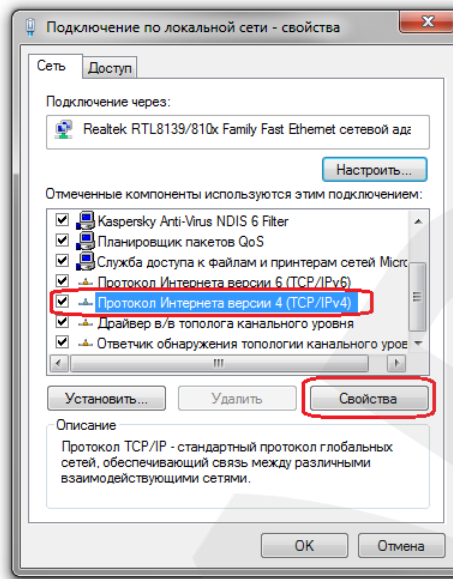 Подключение по локальной сети - свойства
Сеть
Доступ
Подключение через:
Realtek RTL8139/810x Family Fast Ethernet сетевой ада
Настроить...
Отмеченные компоненты используются этим подключением:
Kaspersky Anti-Virus NDIS 6 Filter
Планировщик пакетов QoS
Служба доступа к файлам и принтерам сетей Micro
Протокол Интернета версии 6 (TCP/IPv6)
Протокол Интернета версии 4 (TCP/IPv4)
Драйвер в/в тополога канального уровня
Ответчик обнаружения топологии канального уров
Установить...
Удалить
Свойства
Описание
Протокол TCP/IP - стандартный протокол глобальных
сетей, обеспечивающий связь между различными
взаимодействующими сетями.
OK
Отмена